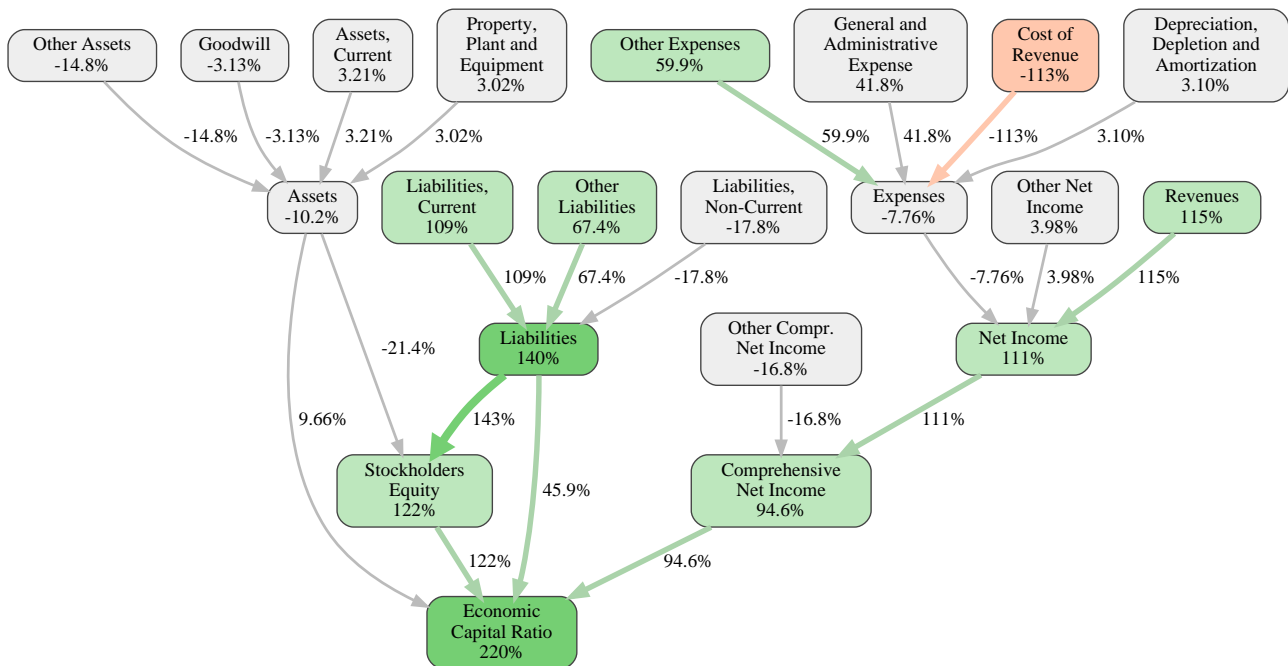 Other Assets
-14.8%
Goodwill
-3.13%
Assets,
Current
3.21%
Property,
Plant and
Equipment
3.02%
Other Expenses
59.9%
General and
Administrative
Expense
41.8%
Cost of
Revenue
-113%
Depreciation,
Depletion and
Amortization
3.10%
-14.8%
-3.13%
3.21%
3.02%
59.9%
41.8%
-113%
3.10%
Assets
-10.2%
Liabilities,
Current
109%
Other
Liabilities
67.4%
Liabilities,
Non-Current
-17.8%
Expenses
-7.76%
Other Net
Income
3.98%
Revenues
115%
109%
67.4%
-17.8%
-7.76%
3.98%
115%
-21.4%
Liabilities
140%
Other Compr.
Net Income
-16.8%
Net Income
111%
9.66%
143%
-16.8%
111%
Stockholders
Equity
122%
45.9%
Comprehensive
Net Income
94.6%
122%
94.6%
Economic
Capital Ratio
220%